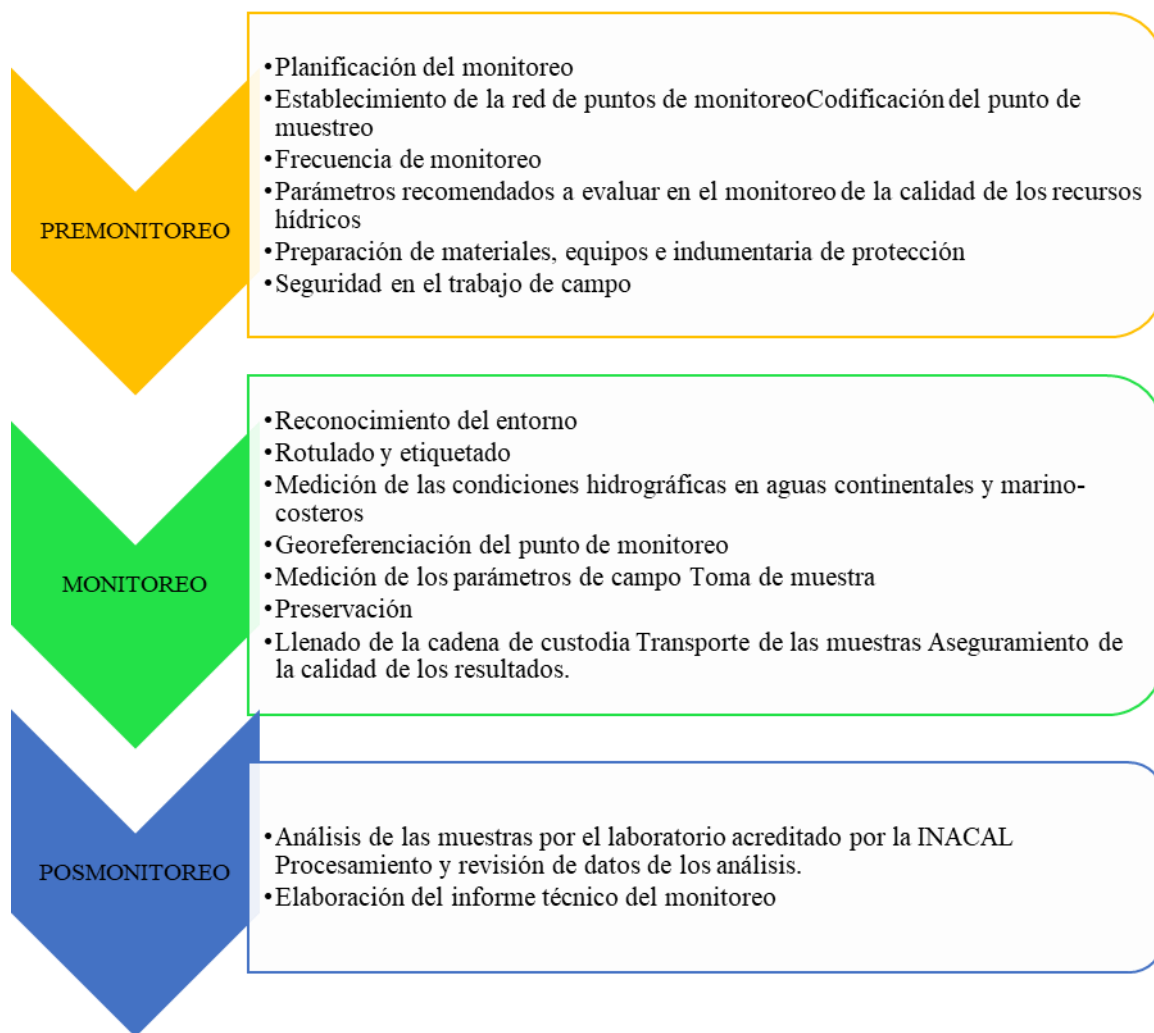 PREMONITOREO
•Planificación del monitoreo
•Establecimiento de la red de puntos de monitoreoCodificación del punto de
muestreo
•Frecuencia de monitoreo
•Parámetros recomendados a evaluar en el monitoreo de la calidad de los recursos
hídricos
•Preparación de materiales, equipos e indumentaria de protección
•Seguridad en el trabajo de campo
MONITOREO
•Reconocimiento del entorno
•Rotulado y etiquetado
•Medición de las condiciones hidrográficas en aguas continentales y marino-
costeros
•Georeferenciación del punto de monitoreo
•Medición de los parámetros de campo Toma de muestra
•Preservación
•Llenado de la cadena de custodia Transporte de las muestras Aseguramiento de
la calidad de los resultados.
POSMONITOREO
•Análisis de las muestras por el laboratorio acreditado por la INACAL
Procesamiento y revisión de datos de los análisis.
•Elaboración del informe técnico del monitoreo